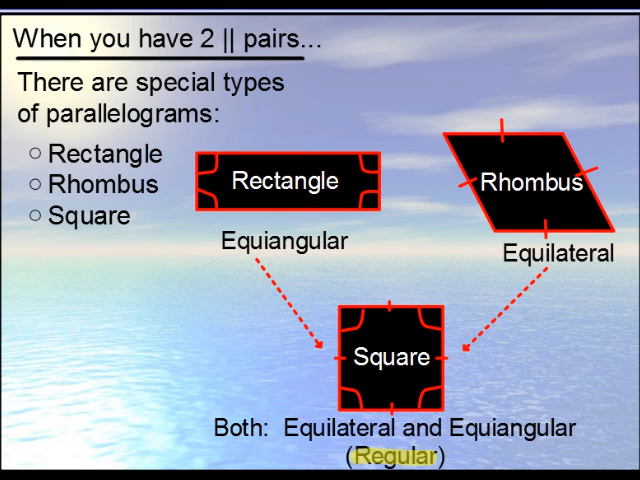 When you have 2 || pairs...
There are special types
of parallelograms:
○ Rectangle
○ Rhombus
○ Square
Rectangle
Rhombus
Equiangular
Equilateral
Square
Both: Equilateral and Equiangular
(Regular)